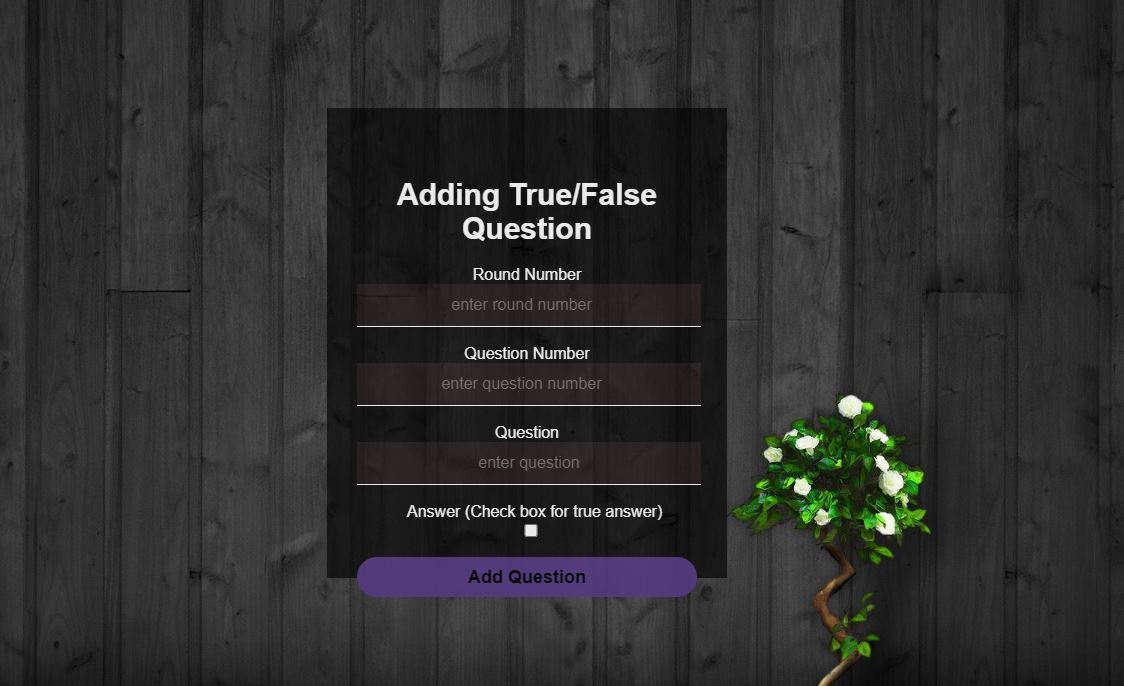 Adding True/False
Question
Round Number
enter round number
Question Number
enter question number
Question
enter question
Answer (Check box for true answer)
Add Question